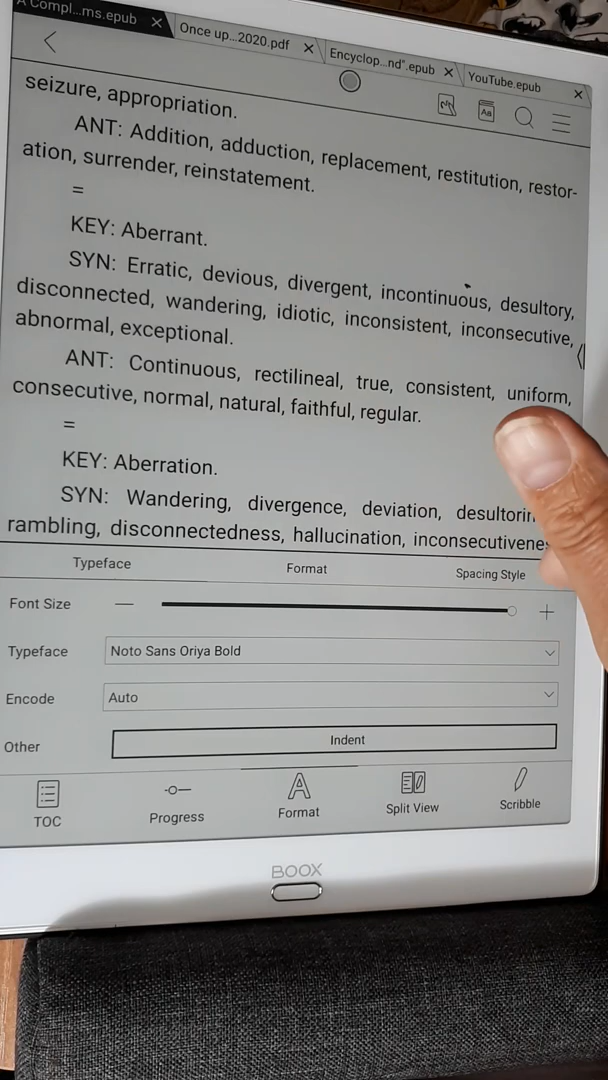 A Compl...ms.epub
Once up...2020.pdf
Encyclop...nd".epub
YouTube.epub
Aa
seizure, appropriation.
ANT: Addition, adduction, replacement, restitution, restor-
ation, surrender, reinstatement.
=
KEY: Aberrant.
SYN: Erratic, devious, divergent, incontinuous, desultory,
disconnected, wandering, idiotic, inconsistent, inconsecutive,
abnormal, exceptional.
ANT: Continuous, rectilineal, true, consistent, uniform,
consecutive, normal, natural, faithful, regular.
=
KEY: Aberration.
SYN: Wandering, divergence, deviation,
rambling, disconnectedness, hallucination,
Typeface
Format
Spacing Style
Font Size
Typeface
Noto Sans Oriya Bold
Encode
Auto
Other
Indent
TOC
Progress
Format
Split View
Scribble
BOOX